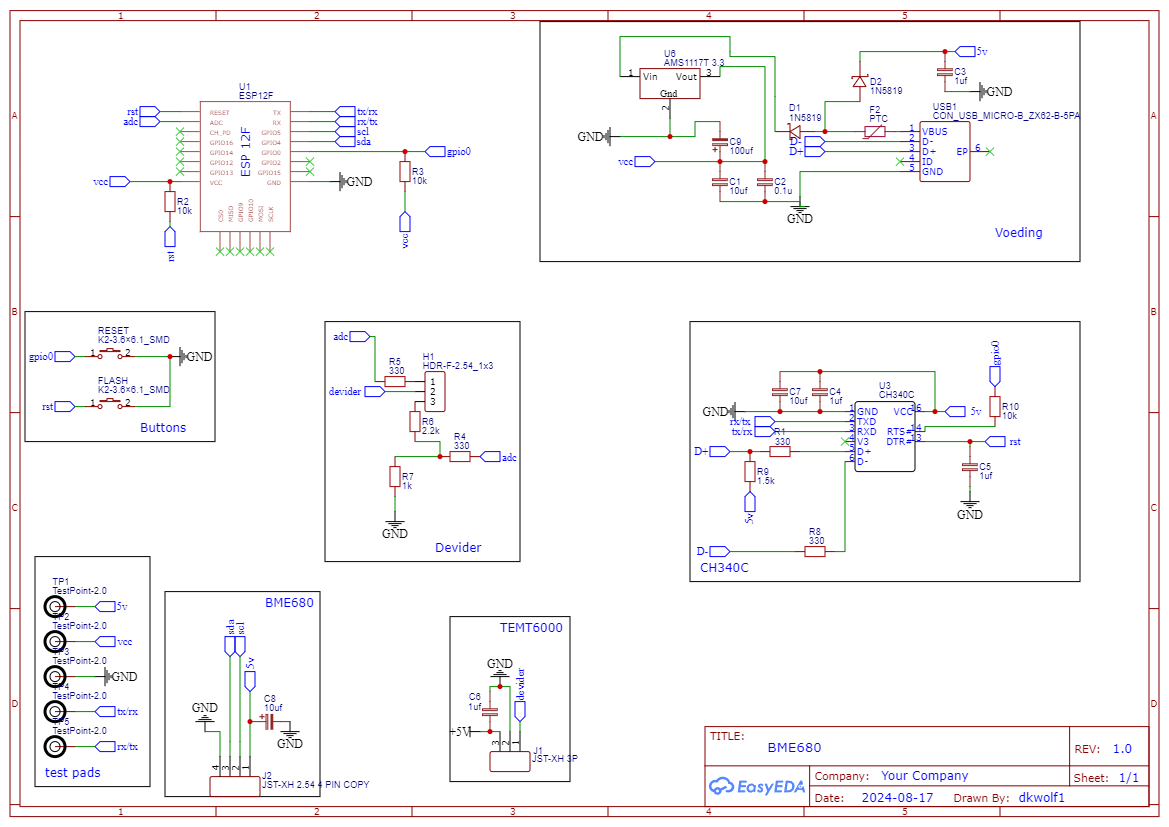 1 2 3 4 5
A
B
C
D
A
B
C
D
1 2 3 4 5
U1
ESP12F
ESP 12F
RESET
ADC
CH_PD
GPIO16
GPIO14
GPIO12
GPIO13
VCC
TX
RX
GPIO5
GPIO4
GPIO0
GPIO2
GPIO15
GND
CS0
MISO
GPIO9
GPIO10
MOSI
SCLK
rst
adc
vcc
R2
10k
rst
tx/rx
rx/tx
scl
sda
gpio0
GND
R3
10k
vcc
U6
AMS1117T 3.3
1 Vin Vout 3
Gnd
2
GND
vcc
C9
100uf
C1
10uf
C2
0.1u
GND
D1
1N5819
D-
D+
D2
1N5819
F2
PTC
5v
C3
1uf
GND
USB1
CON_USB_MICRO-B_ZX62-B-5PA
1 VBUS
2 D-
3 D+
4 ID
5 GND
EP 6
Voeding
RESET
K2-3.6×6.1_SMD
gpio0
1 2
GND
FLASH
K2-3.6×6.1_SMD
rst
1 2
Buttons
adc
R5
330
devider
H1
HDR-F-2.54_1x3
1
2
3
R6
2.2k
R4
330
adc
R7
1k
GND
Devider
GND
C7
10uf
C4
1uf
U3
CH340C
1 GND
2 TXD
3 RXD
4 V3
5 D+
6 D-
VCC 16
RTS# 14
DTR# 13
rx/tx
tx/rx
R1
330
D+
R9
1.5k
5v
D-
R8
330
5v
gpio0
R10
10k
rst
C5
1uf
GND
CH340C
TP1
TestPoint-2.0
5v
TP2
TestPoint-2.0
vcc
TP3
TestPoint-2.0
GND
TP4
TestPoint-2.0
tx/rx
TP5
TestPoint-2.0
rx/tx
test pads
BME680
sda
scl
5v
GND
C8
10uf
GND
4 3 2 1
J2
JST-XH 2.54 4 PIN COPY
TEMT6000
GND
C6
1uf
devider
+5V
3 2 1
J1
JST-XH 3P
TITLE:
BME680
REV: 1.0
EasyEDA
Company: Your Company
Sheet: 1/1
Date: 2024-08-17 Drawn By: dkwolf1